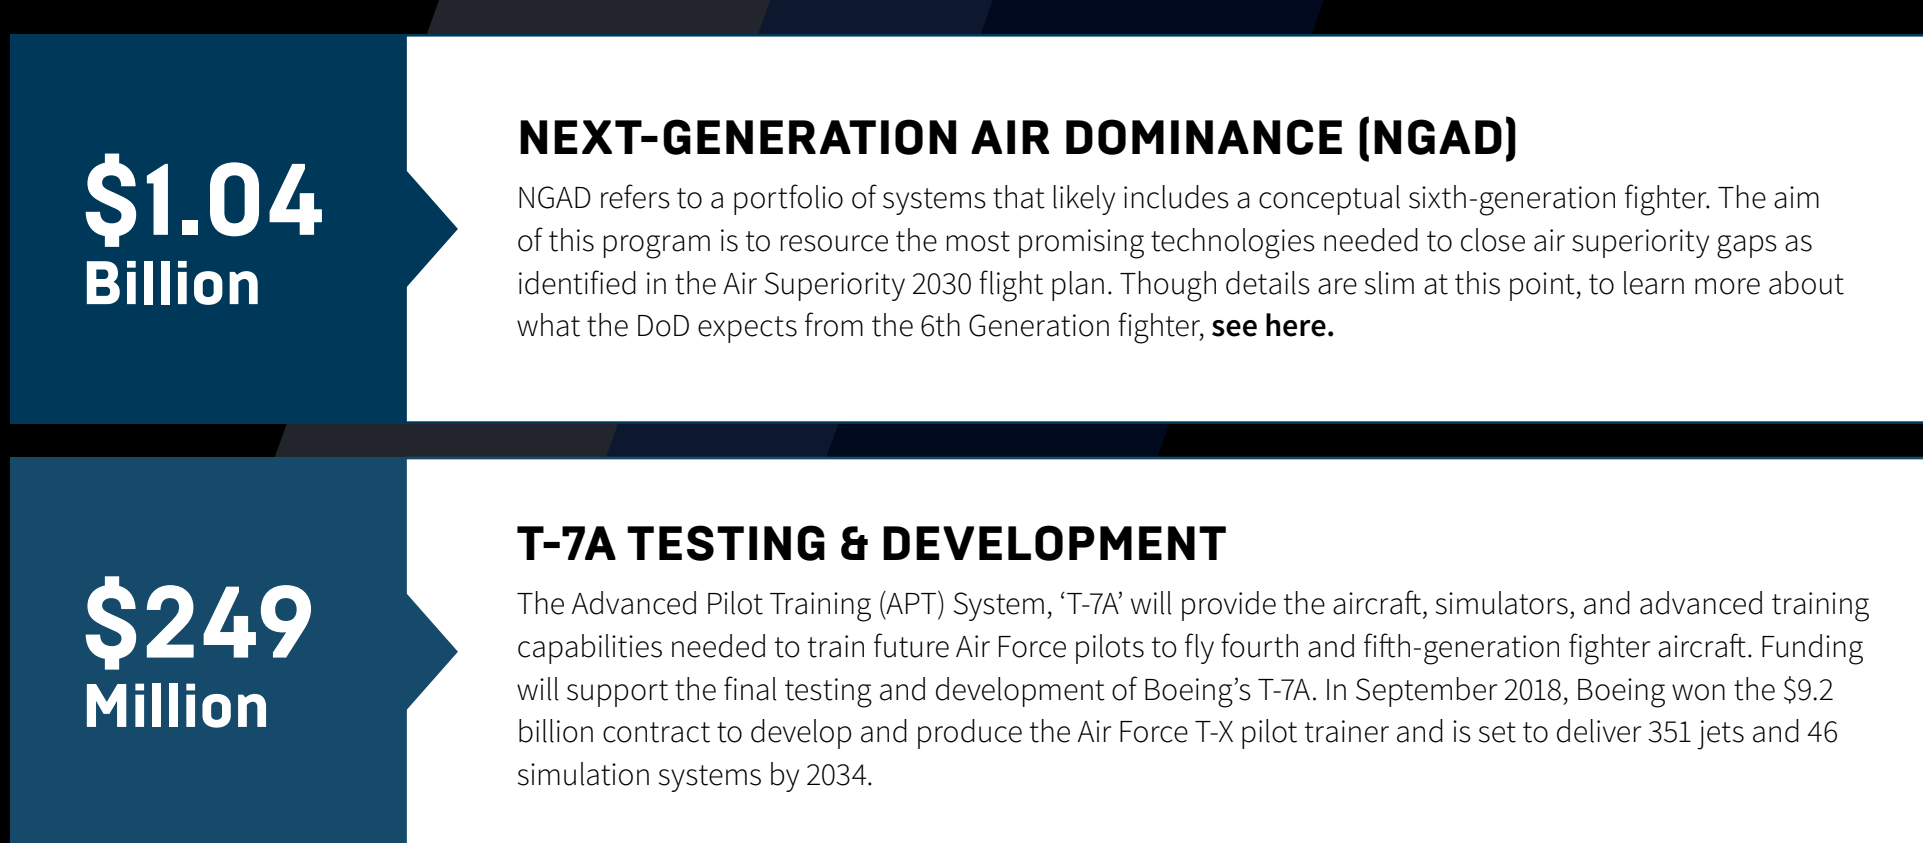 $1.04
Billion
NEXT-GENERATION AIR DOMINANCE (NGAD)
NGAD refers to a portfolio of systems that likely includes a conceptual sixth-generation fighter. The aim
of this program is to resource the most promising technologies needed to close air superiority gaps as
identified in the Air Superiority 2030 flight plan. Though details are slim at this point, to learn more about
what the DoD expects from the 6th Generation fighter, see here.
$249
Million
T-7A TESTING & DEVELOPMENT
The Advanced Pilot Training (APT) System, ‘T-7A’ will provide the aircraft, simulators, and advanced training
capabilities needed to train future Air Force pilots to fly fourth and fifth-generation fighter aircraft. Funding
will support the final testing and development of Boeing’s T-7A. In September 2018, Boeing won the $9.2
billion contract to develop and produce the Air Force T-X pilot trainer and is set to deliver 351 jets and 46
simulation systems by 2034.